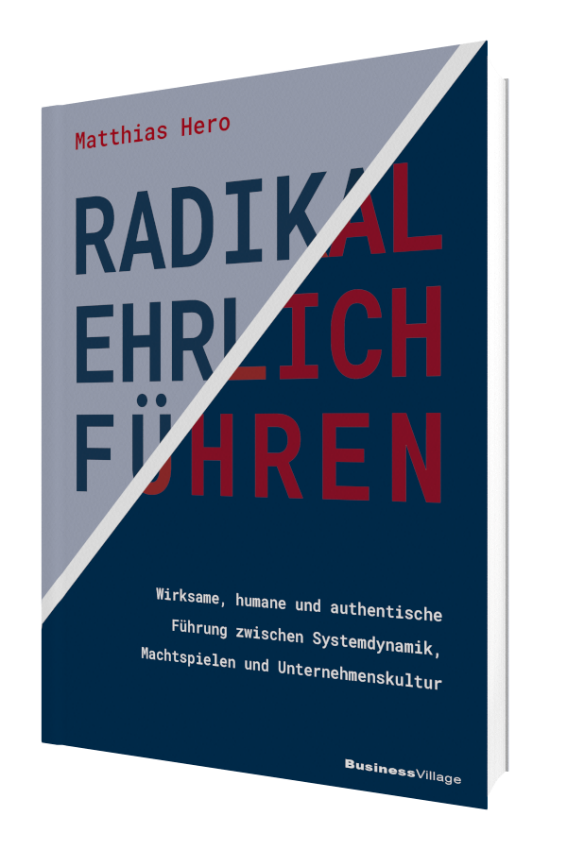 Matthias Hero
RADIKAL
EHRLICH
FÜHREN
Wirksame, humane und authentische
Führung zwischen Systemdynamik,
Machtspielen und Unternehmenskultur
BusinessVillage